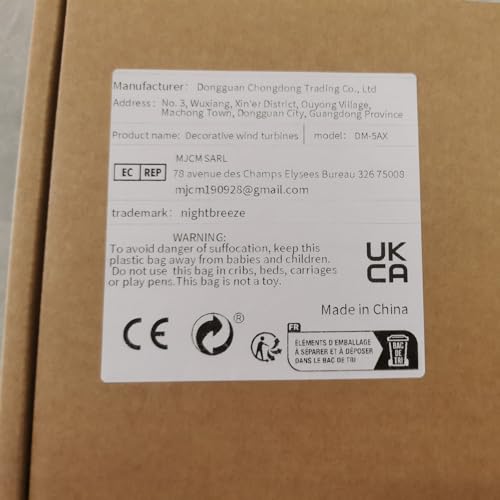 Manufacturer: Dongguan Chongdong Trading Co., Ltd
Address: No. 3, Wuxiang, Xin'er District, Ouyong Village,
Machong Town, Dongguan City, Guangdong Province
Product name: Decorative wind turbines model: DM-5AX
MJCM SARL
EC REP 78 avenue des Champs Elysees Bureau 326 75008
mjcm190928@gmail.com
trademark: nightbreeze
WARNING:
To avoid danger of suffocation, keep this
plastic bag away from babies and children.
Do not use this bag in cribs, beds, carriages
or play pens.This bag is not a toy.
UK
CA
Made in China
CE
®
FR
ÉLÉMENTS D'EMBALLAGE
À SÉPARER ET À DÉPOSER
DANS LE BAC DE TRI
BAC
DE
TRI